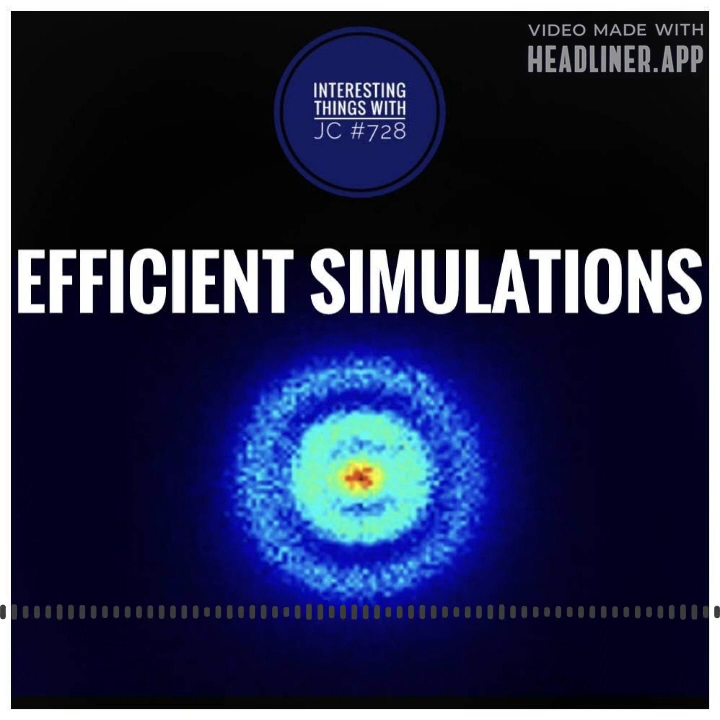 VIDEO MADE WITH
HEADLINER.APP
INTERESTING
THINGS WITH
JC #728
EFFICIENT SIMULATIONS